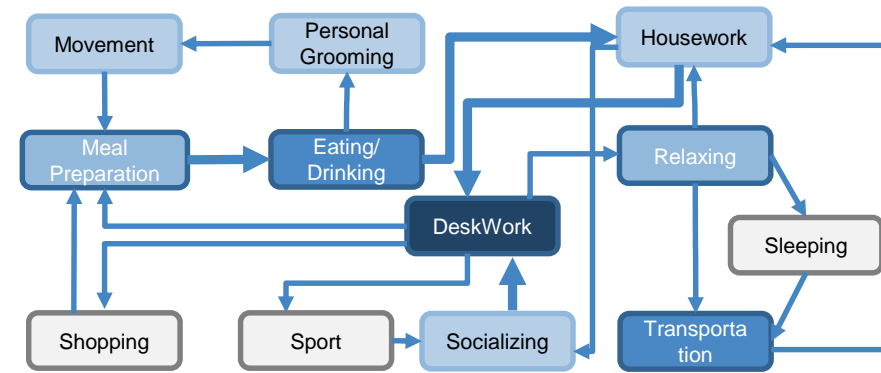 Movement
Personal
Grooming
Housework
Meal
Preparation
Eating/
Drinking
Relaxing
DeskWork
Sleeping
Shopping
Sport
Socializing
Transporta
tion